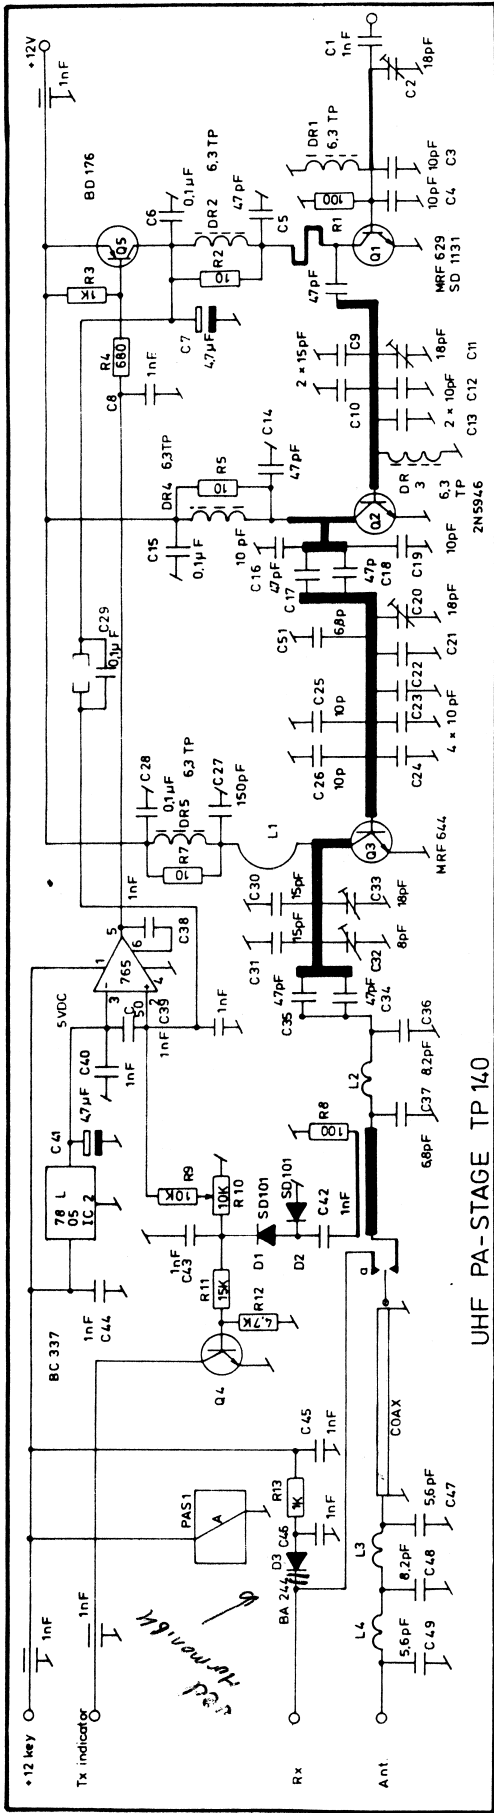 +12 key
1nF
Tx indicator
1nF
Rx
Ant.
BC 337
PAS1
A
Q4
78 L
05
IC 2
1nF
C44
C41
47µF
5VDC
C40
1nF
C
50
1nF
C39
1nF
3
1
2
4
5
6
765
1nF
C38
R9
10K
10K
R10
1nF
C43
R11
15K
R12
4,7K
SD101
D1
SD101
D2
C42
1nF
R8
100
C45
1nF
R13
1K
C46
1nF
D3
BA 244
L4
5,6pF
C49
L3
8,2pF
C48
5,6pF
C47
COAX
L2
6,8pF
C37
8,2pF
C36
47pF
C35
47pF
C34
C31
15pF
C30
15pF
8pF
C32
18pF
C33
L1
C28
0,1µF
6,3 TP
DR5
R7
10
C27
150pF
C29
0,1µF
Q3
MRF 644
C26
10p
C25
10p
C51
6,8p
C24
C23
C22
C21
4 × 10 pF
C20
18pF
C17
47pF
C18
47p
C16
10 pF
C19
10pF
C15
0,1µF
DR4
6,3TP
R5
10
C14
47pF
Q2
2N5946
DR
3
6,3
TP
C10
C9
2 × 15pF
C13
C12
2 × 10pF
18pF
C11
47pF
C8
1nF
R4
680
R3
1K
BD 176
Q5
C7
4,7µF
C6
0,1µF
DR2
6,3 TP
R2
10
47pF
C5
Q1
MRF 629
SD 1131
R1
100
DR1
6,3 TP
10pF
C4
10pF
C3
C2
18pF
C1
1nF
1nF
+12V
UHF PA-STAGE TP140